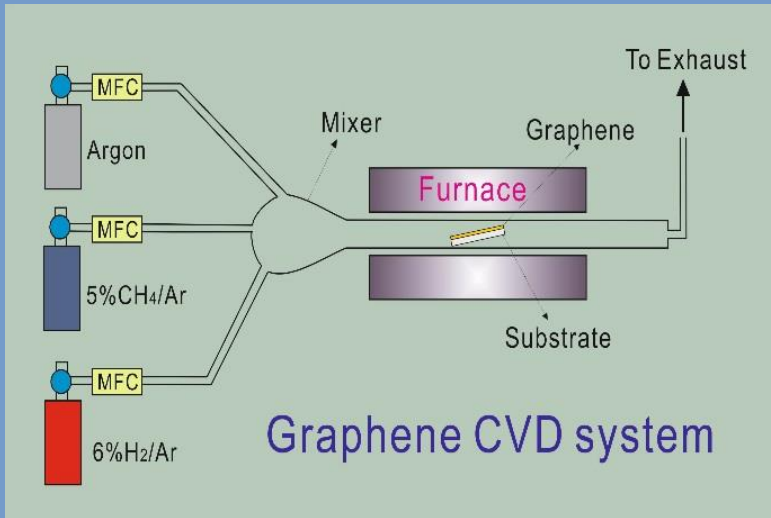 To Exhaust
MFC
Mixer
Graphene
Argon
Furnace
MFC
5%CH₄/Ar
Substrate
MFC
6%H₂/Ar
Graphene CVD system